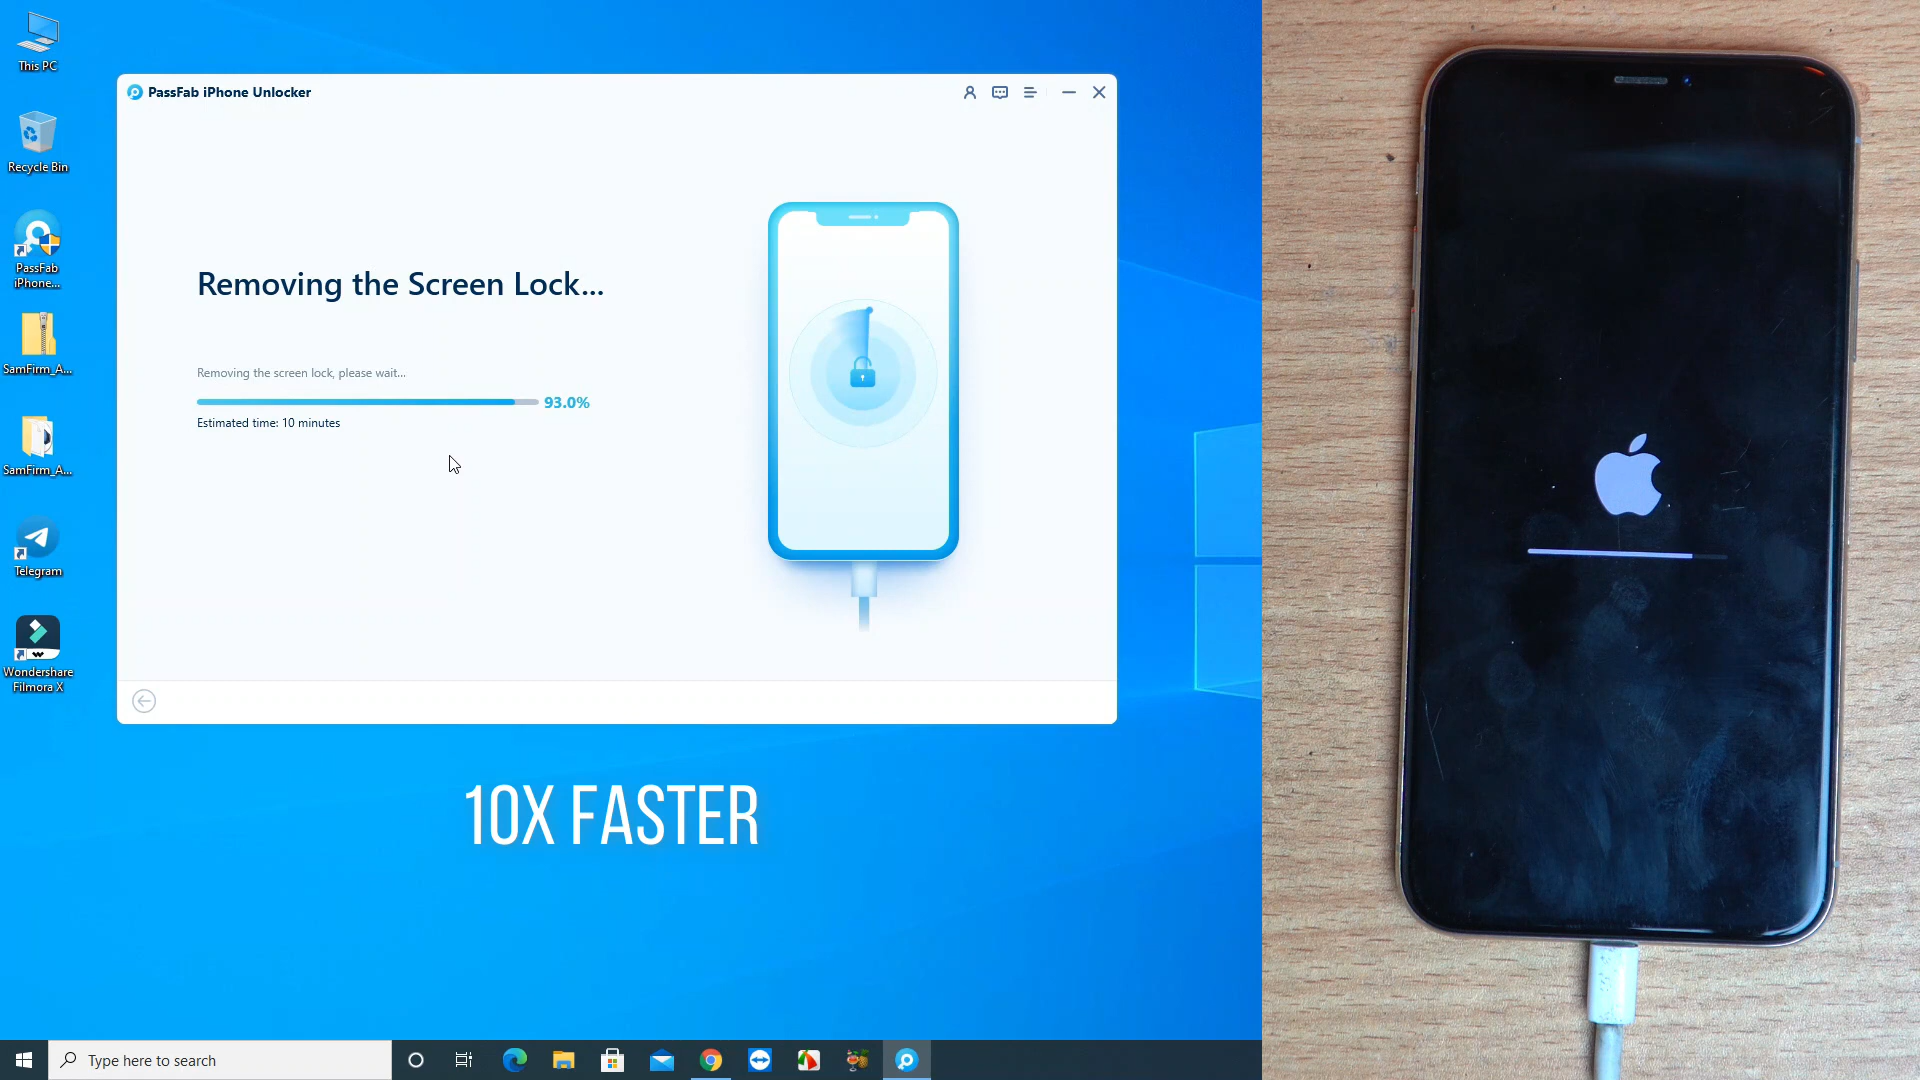 This PC
Recycle Bin
PassFab
iPhone...
SamFirm_A...
SamFirm_A...
Telegram
Wondershare
Filmora X
PassFab iPhone Unlocker
Removing the Screen Lock...
Removing the screen lock, please wait...
93.0%
Estimated time: 10 minutes
10X FASTER
Type here to search